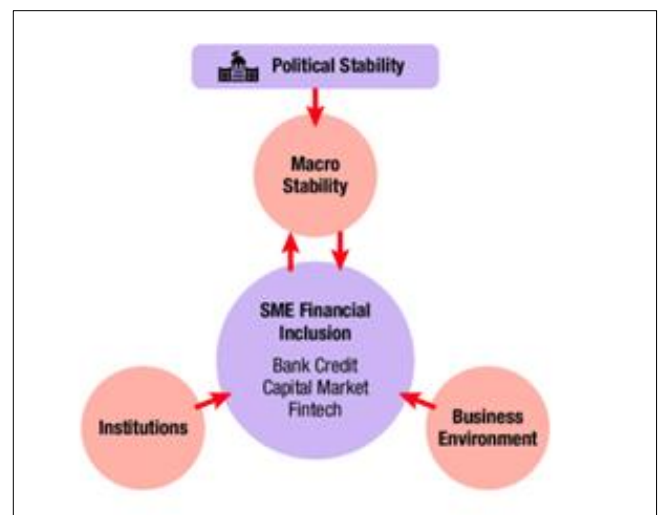 Political Stability
Macro
Stability
SME Financial
Inclusion
Bank Credit
Capital Market
Fintech
Institutions
Business
Environment